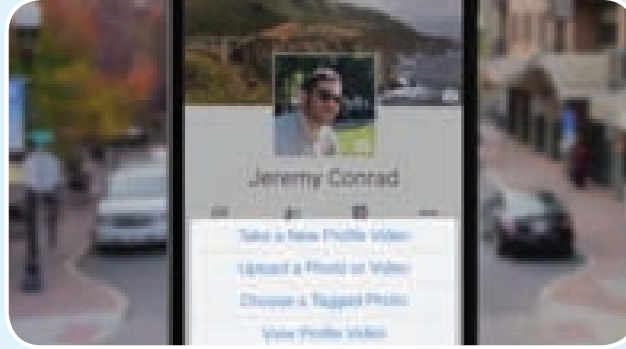 Jeremy Conrad
Take a New Profile Video
Upload a Photo or Video
Choose a Tagged Photo
View Profile Video